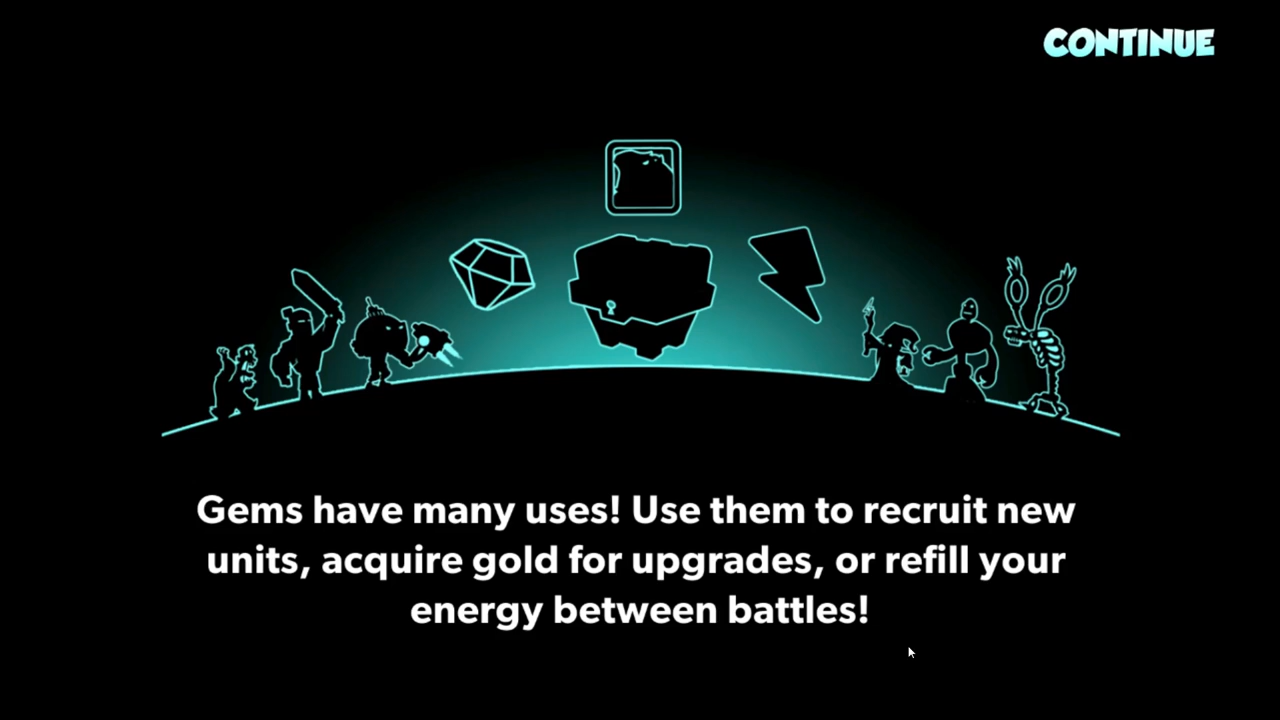 CONTINUE
Gems have many uses! Use them to recruit new
units, acquire gold for upgrades, or refill your
energy between battles!